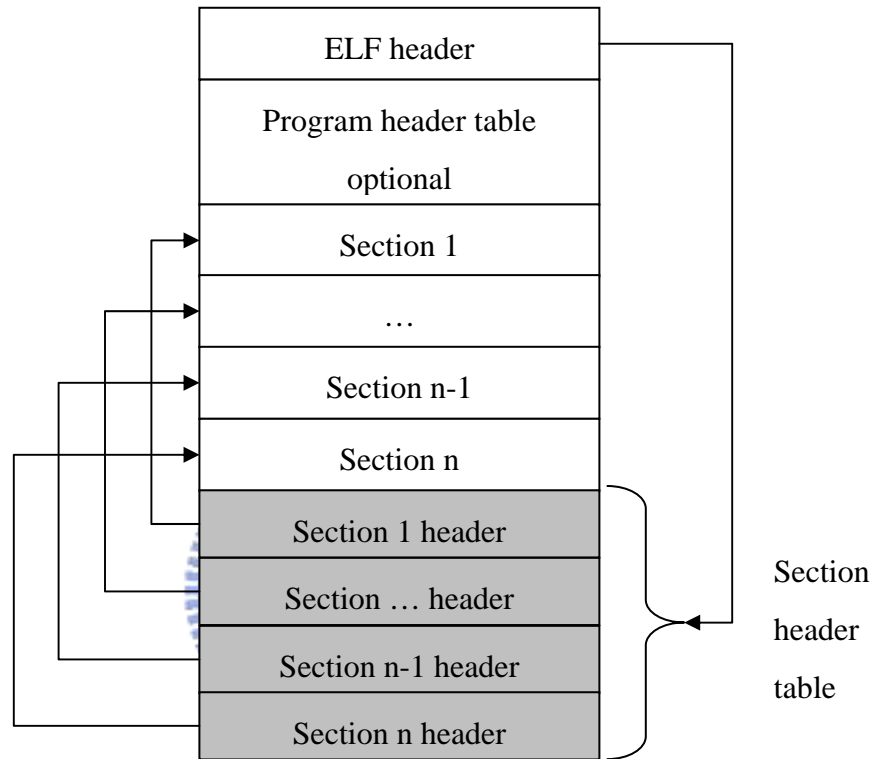 ELF header
Program header table
optional
Section 1
…
Section n-1
Section n
Section 1 header
Section … header
Section n-1 header
Section n header
Section
header
table